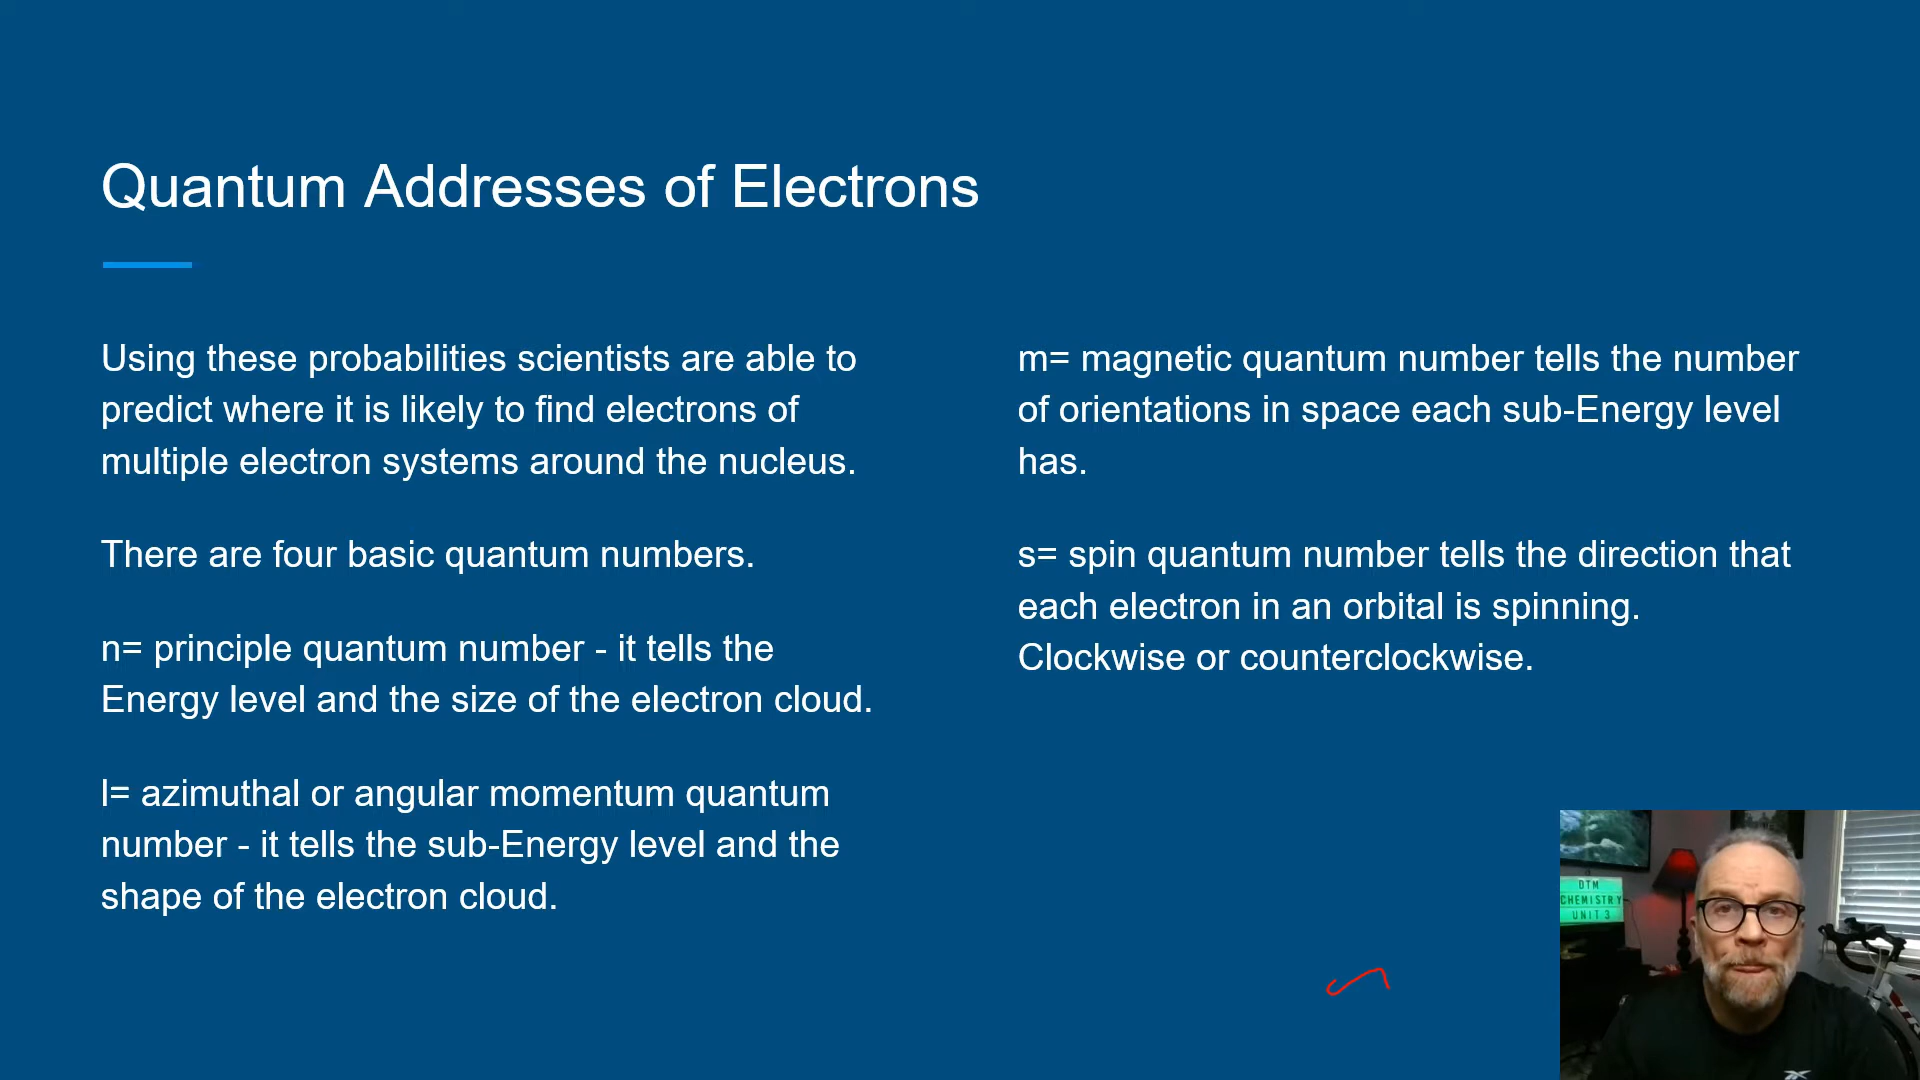 Quantum Addresses of Electrons
Using these probabilities scientists are able to
predict where it is likely to find electrons of
multiple electron systems around the nucleus.
There are four basic quantum numbers.
n= principle quantum number - it tells the
Energy level and the size of the electron cloud.
l= azimuthal or angular momentum quantum
number - it tells the sub-Energy level and the
shape of the electron cloud.
m= magnetic quantum number tells the number
of orientations in space each sub-Energy level
has.
s= spin quantum number tells the direction that
each electron in an orbital is spinning.
Clockwise or counterclockwise.
DTM
CHEMISTRY
UNIT 3